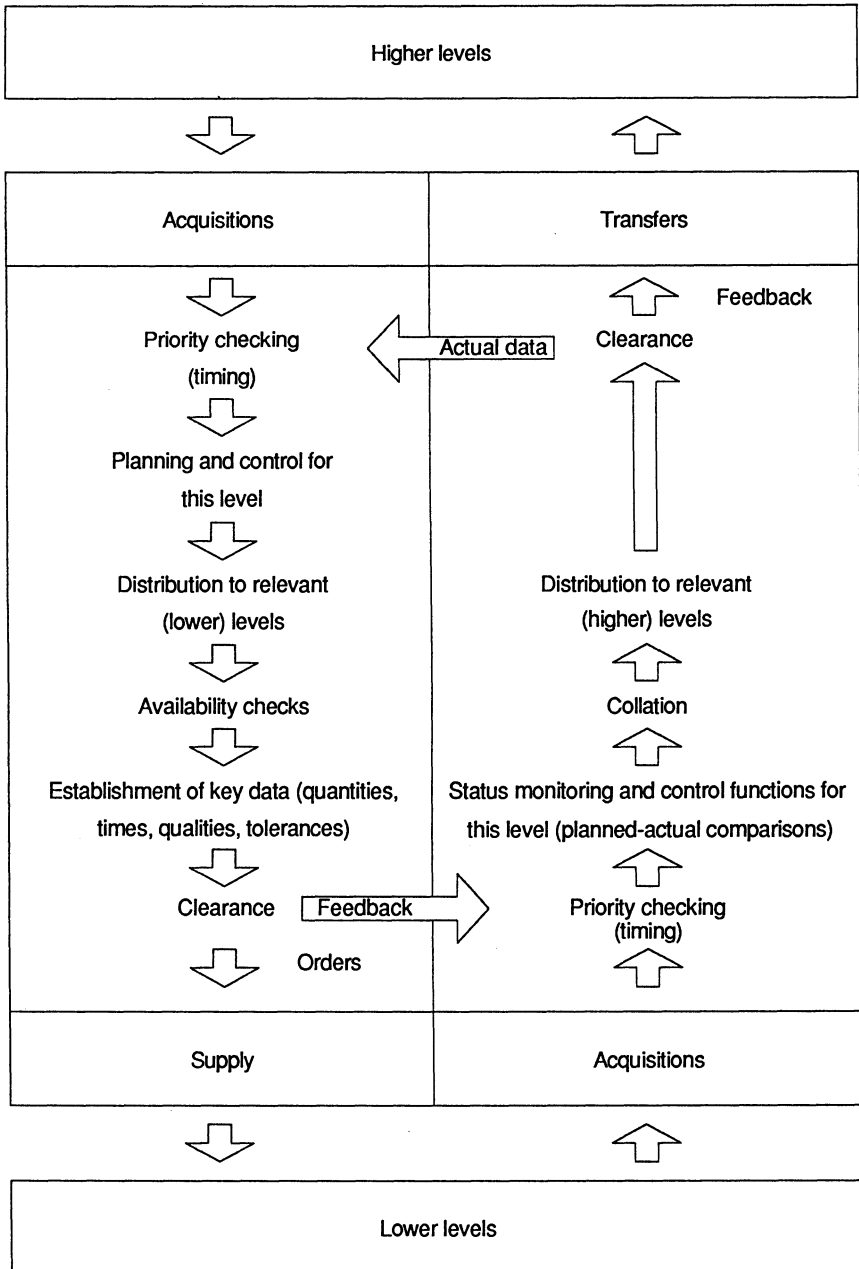 Higher levels
Acquisitions
Transfers
Feedback
Priority checking
(timing)
Actual data
Clearance
Planning and control for
this level
Distribution to relevant
(lower) levels
Distribution to relevant
(higher) levels
Availability checks
Collation
Establishment of key data (quantities,
times, qualities, tolerances)
Status monitoring and control functions for
this level (planned-actual comparisons)
Clearance
Feedback
Priority checking
(timing)
Orders
Supply
Acquisitions
Lower levels